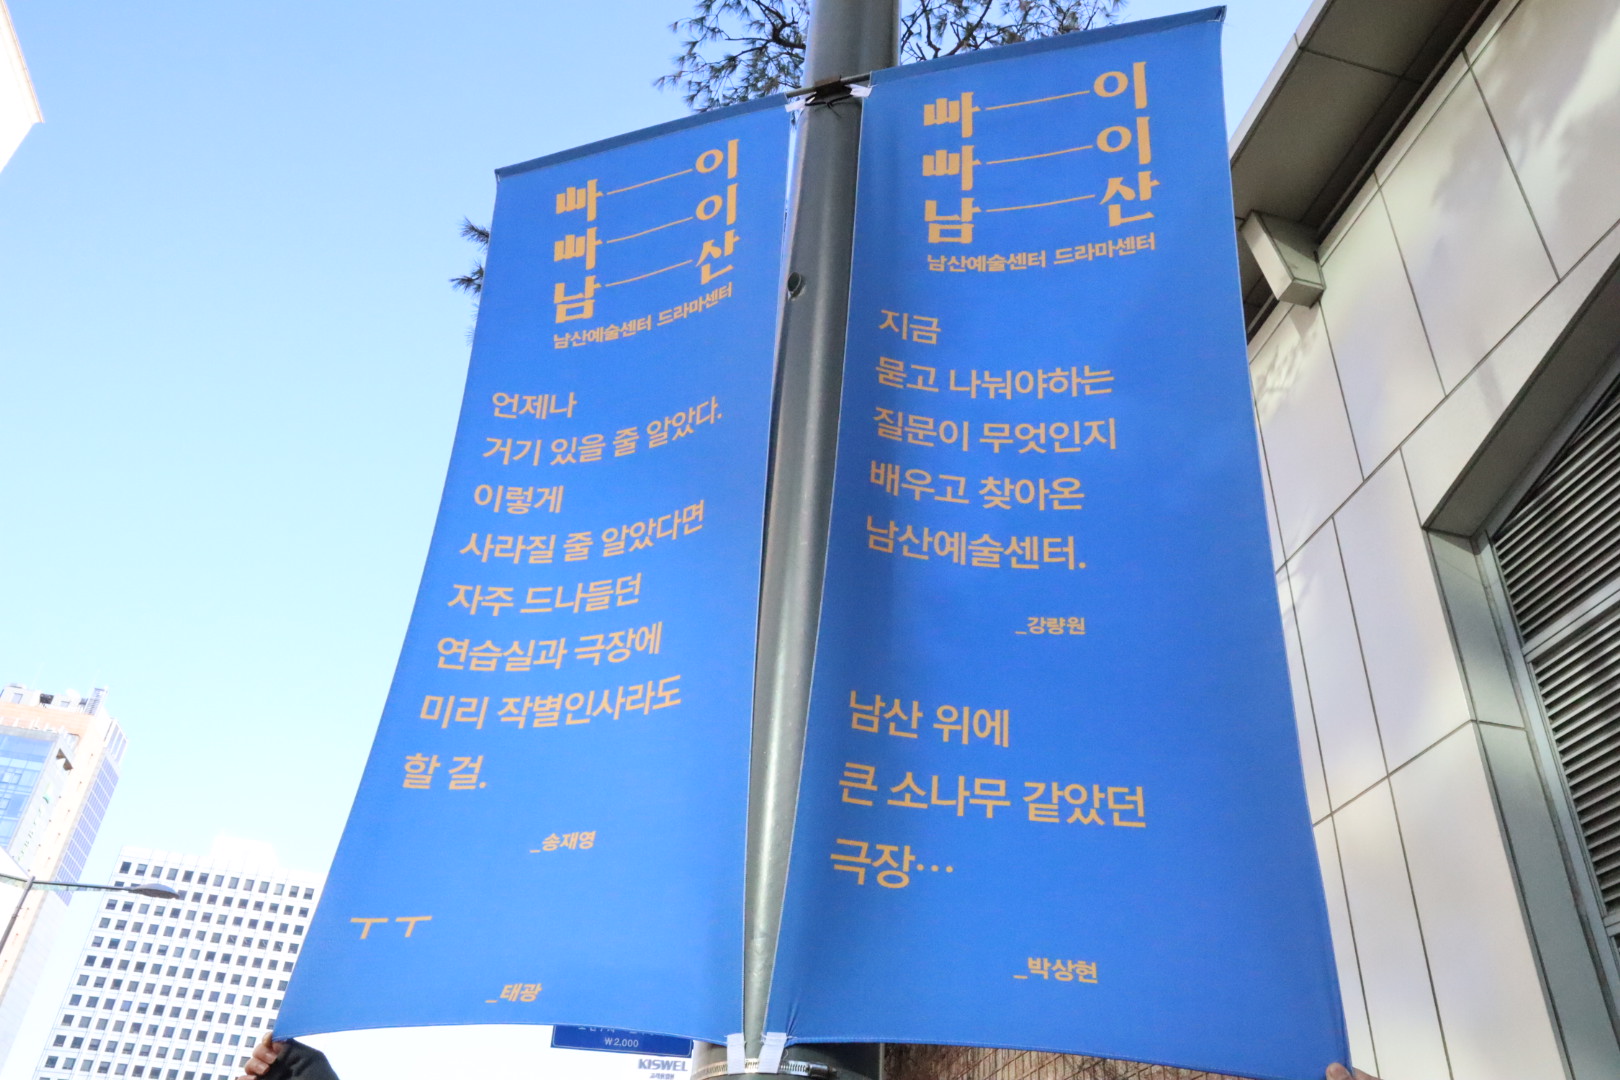 빠——이
빠——이
남——산
남산예술센터 드라마센터
언제나
거기 있을 줄 알았다.
이렇게
사라질 줄 알았다면
자주 드나들던
연습실과 극장에
미리 작별인사라도
할 걸.
_송재영
ㅜㅜ
_태광
빠——이
빠——이
남——산
남산예술센터 드라마센터
지금
묻고 나눠야하는
질문이 무엇인지
배우고 찾아온
남산예술센터.
_강량원
남산 위에
큰 소나무 같았던
극장…
_박상현
₩2,000
KISWEL